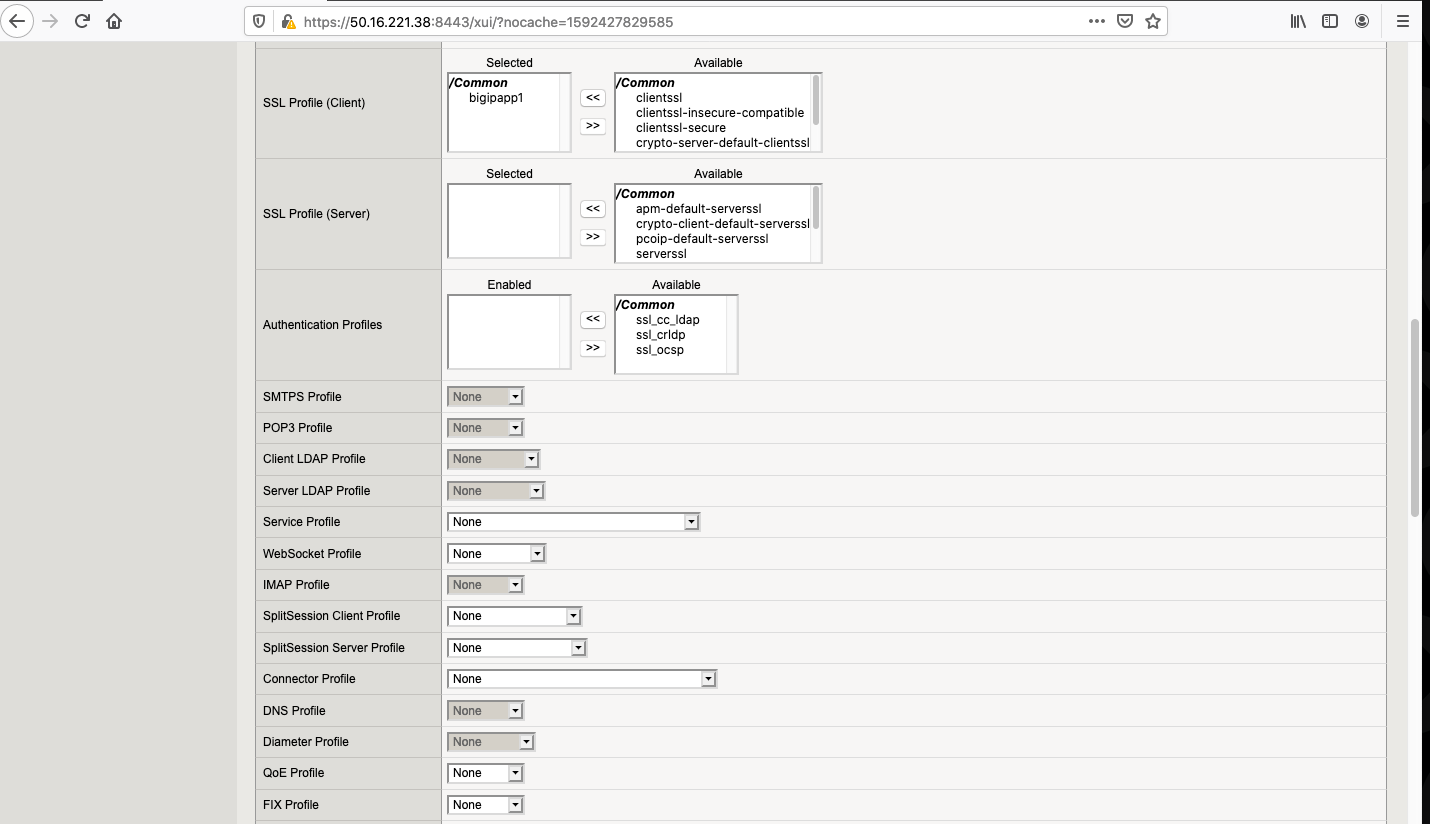 https://50.16.221.38:8443/xui/?nocache=1592427829585
SSL Profile (Client)
Selected
/Common
bigipapp1
<<
>>
Available
/Common
clientssl
clientssl-insecure-compatible
clientssl-secure
crypto-server-default-clientssl
SSL Profile (Server)
Selected
<<
>>
Available
/Common
apm-default-serverssl
crypto-client-default-serverssl
pcoip-default-serverssl
serverssl
Authentication Profiles
Enabled
<<
>>
Available
/Common
ssl_cc_ldap
ssl_crldp
ssl_ocsp
SMTPS Profile None
POP3 Profile None
Client LDAP Profile None
Server LDAP Profile None
Service Profile None
WebSocket Profile None
IMAP Profile None
SplitSession Client Profile None
SplitSession Server Profile None
Connector Profile None
DNS Profile None
Diameter Profile None
QoE Profile None
FIX Profile None